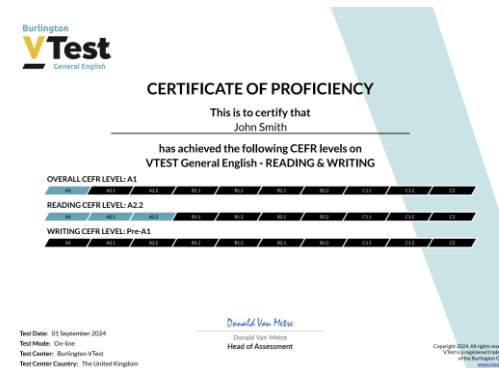 Burlington
VTest
General English
CERTIFICATE OF PROFICIENCY
This is to certify that
John Smith
has achieved the following CEFR levels on
VTEST General English - READING & WRITING
OVERALL CEFR LEVEL: A1
A1 A2.1 A2.2 B1.1 B1.2 B2.1 B2.2 C1.1 C1.2 C2
READING CEFR LEVEL: A2.2
A1 A2.1 A2.2 B1.1 B1.2 B2.1 B2.2 C1.1 C1.2 C2
WRITING CEFR LEVEL: Pre-A1
A1 A2.1 A2.2 B1.1 B1.2 B2.1 B2.2 C1.1 C1.2 C2
Donald Van Metre
Donald Van Metre
Head of Assessment
Test Date: 01 September 2024
Test Mode: On-line
Test Center: Burlington VTest
Test Center Country: The United Kingdom
Copyright 2024. All rights
VTest is a registered
of the Burlington